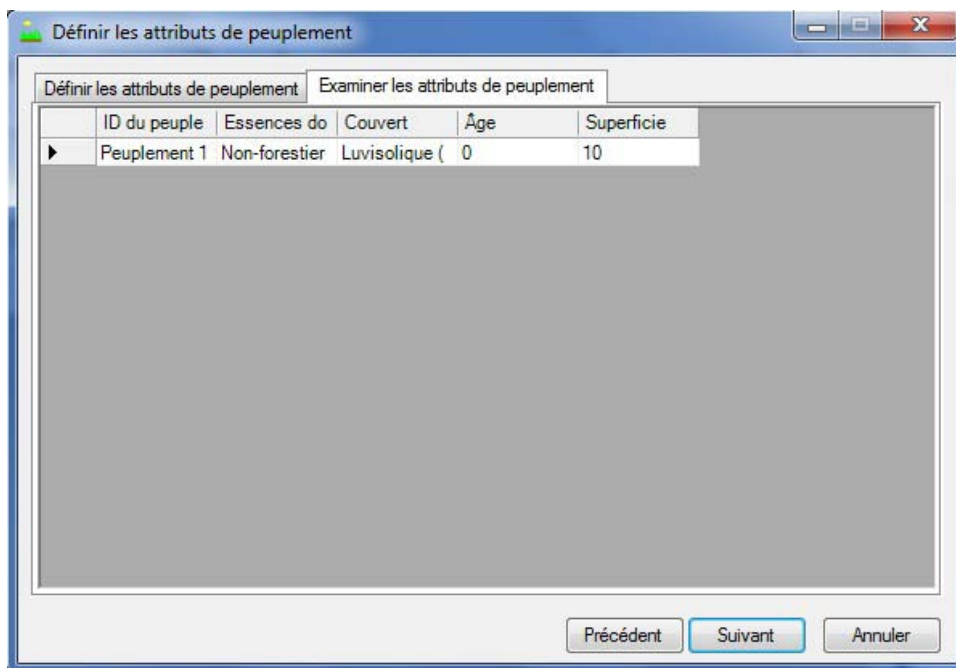 Définir les attributs de peuplement
Définir les attributs de peuplement Examiner les attributs de peuplement
ID du peuple Essences do Couvert Âge Superficie
Peuplement 1 Non-forestier Luvisolique ( 0 10
Précédent Suivant Annuler